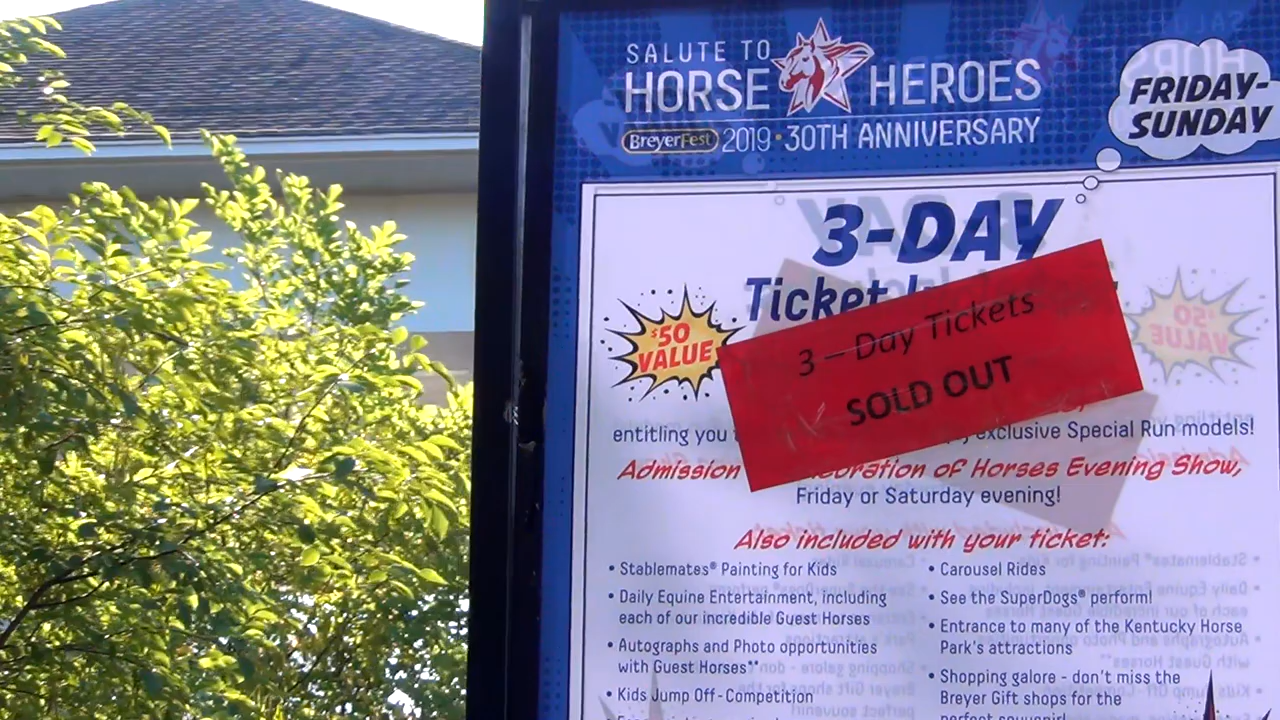 SALUTE TO
HORSE HEROES
BreyerFest 2019 • 30TH ANNIVERSARY
FRIDAY-
SUNDAY
3-DAY
Ticket
$50
VALUE
3 – Day Tickets
SOLD OUT
entitling you exclusive Special Run models!
Admission of Horses Evening Show,
Friday or Saturday evening!
Also included with your ticket:
• Stablemates® Painting for Kids
• Daily Equine Entertainment, including
each of our incredible Guest Horses
• Autographs and Photo opportunities
with Guest Horses**
• Kids Jump Off-Competition
• Carousel Rides
• See the SuperDogs® perform!
• Entrance to many of the Kentucky Horse
Park's attractions
• Shopping galore - don't miss the
Breyer Gift shops for the
perfect souvenir!